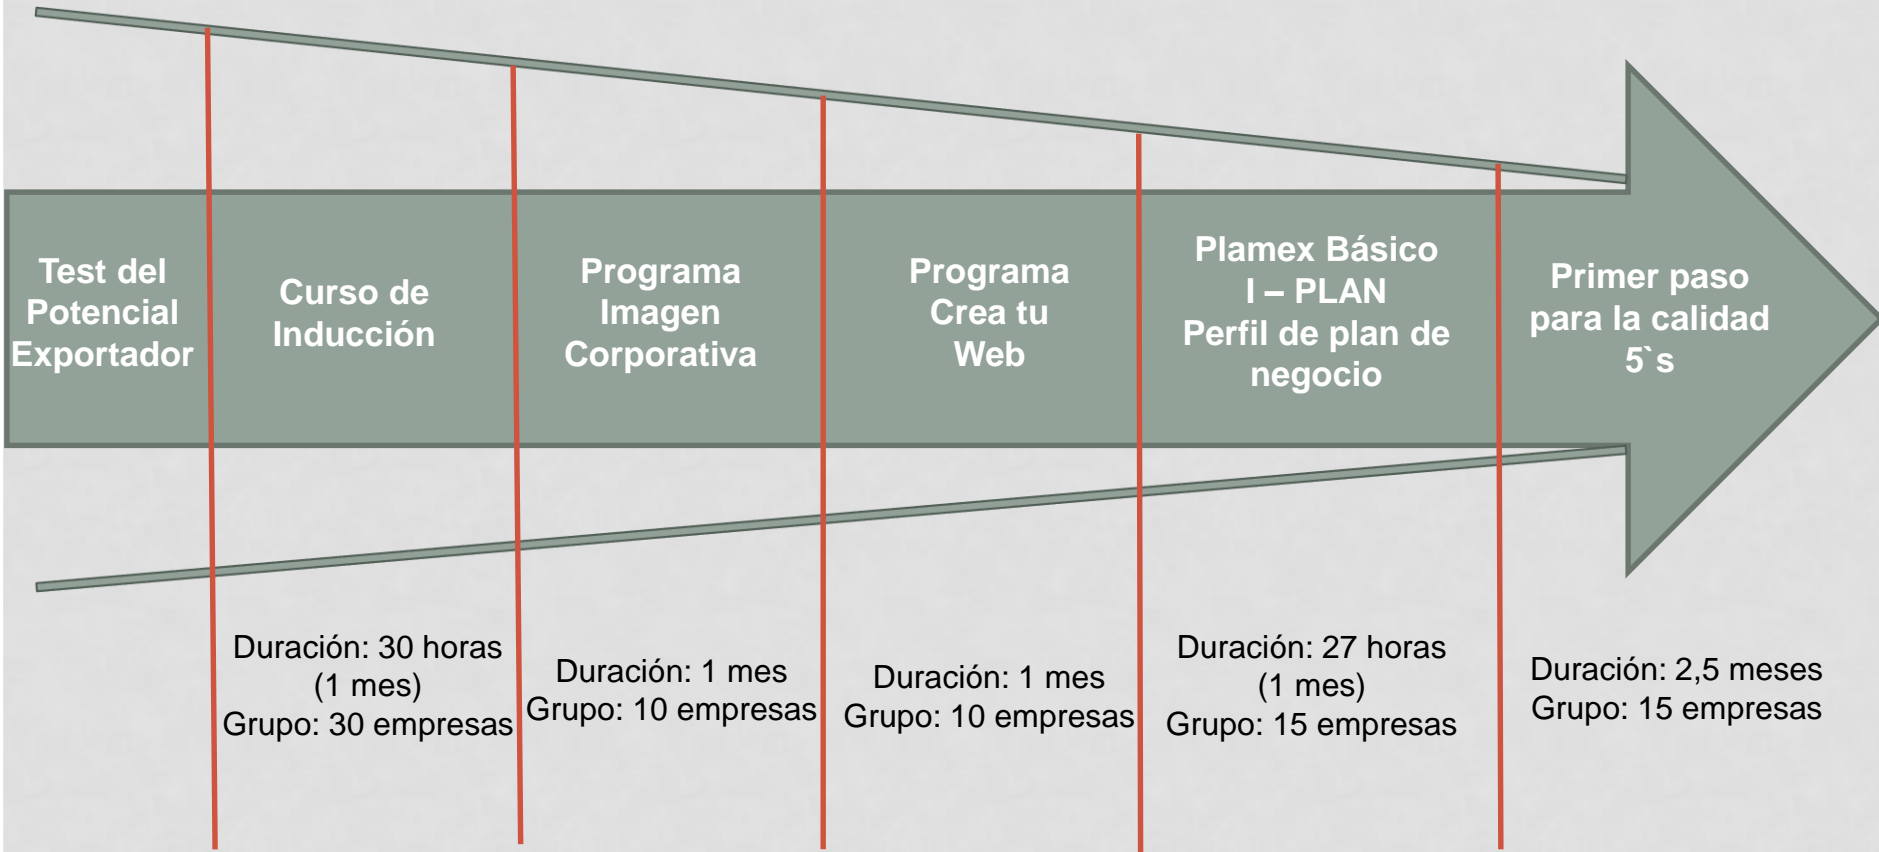 Test del
Potencial
Exportador
Curso de
Inducción
Programa
Imagen
Corporativa
Programa
Crea tu
Web
Plamex Básico
I – PLAN
Perfil de plan de
negocio
Primer paso
para la calidad
5`s
Duración: 30 horas
(1 mes)
Grupo: 30 empresas
Duración: 1 mes
Grupo: 10 empresas
Duración: 1 mes
Grupo: 10 empresas
Duración: 27 horas
(1 mes)
Grupo: 15 empresas
Duración: 2,5 meses
Grupo: 15 empresas